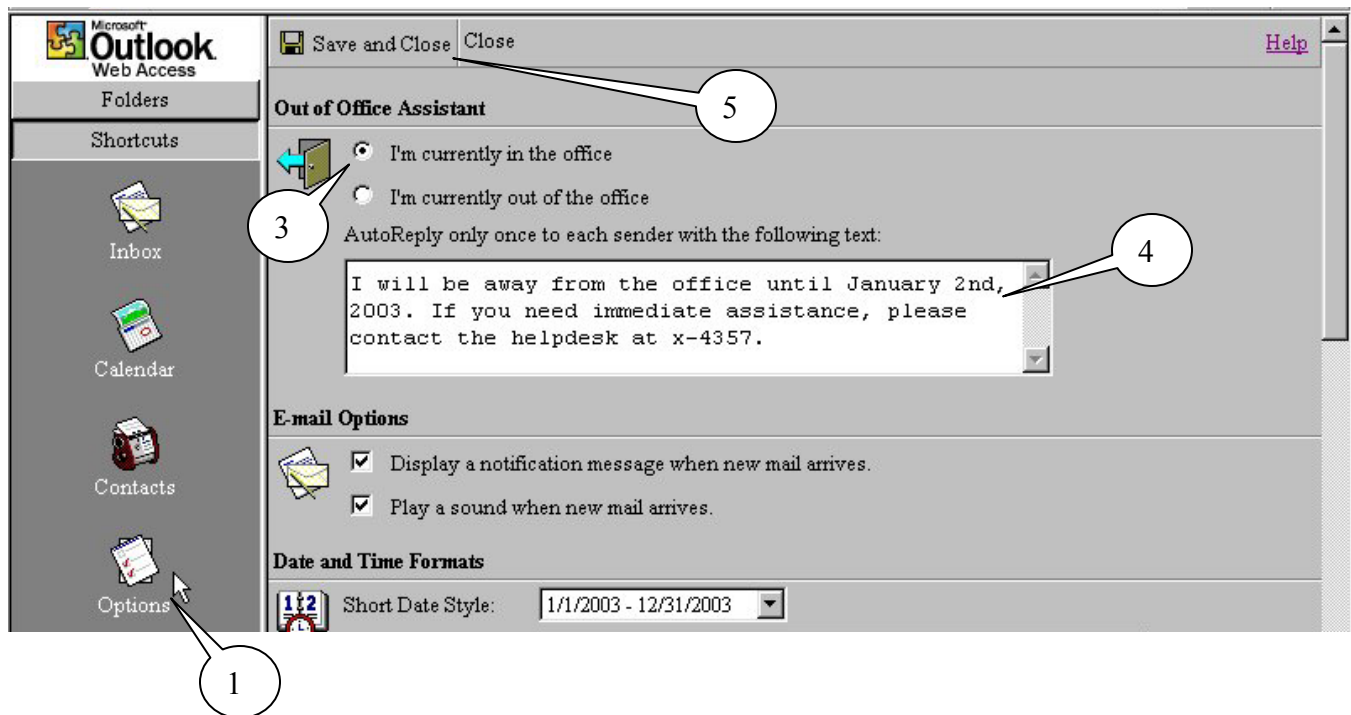 Microsoft
Outlook
Web Access
Folders
Shortcuts
Inbox
Calendar
Contacts
Options
Save and Close
Close
Help
Out of Office Assistant
I'm currently in the office
I'm currently out of the office
AutoReply only once to each sender with the following text:
I will be away from the office until January 2nd,
2003. If you need immediate assistance, please
contact the helpdesk at x-4357.
E-mail Options
Display a notification message when new mail arrives.
Play a sound when new mail arrives.
Date and Time Formats
Short Date Style: 1/1/2003 - 12/31/2003
5
3
4
1